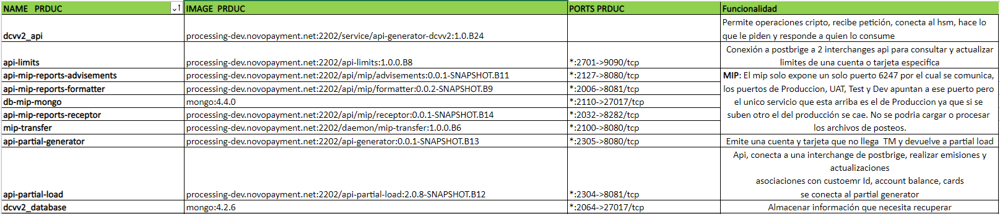 NAME PRDUC IMAGE PRDUC PORTS PRDUC Funcionalidad
dcvv2_api processing-dev.novopayment.net:2202/service/api-generator-dcvv2:1.0.B24
Permite operaciones cripto, recibe petición, conecta al hsm, hace lo
que le piden y responde a quien lo consume
api-limits processing-dev.novopayment.net:2202/api-limits:1.0.0.B8 *:2701->9090/tcp
Conexión a postbrige a 2 interchanges api para consultar y actualizar
limites de una cuenta o tarjeta especifica
api-mip-reports-advisements processing-dev.novopayment.net:2202/api/mip/advisements:0.0.1-SNAPSHOT.B11 *:2127->8080/tcp
api-mip-reports-formatter processing-dev.novopayment.net:2202/api/mip/formatter:0.0.2-SNAPSHOT.B9 *:2006->8081/tcp
db-mip-mongo mongo:4.4.0 *:2110->27017/tcp
api-mip-reports-receptor processing-dev.novopayment.net:2202/api/mip/receptor:0.0.1-SNAPSHOT.B14 *:2032->8282/tcp
mip-transfer processing-dev.novopayment.net:2202/daemon/mip-transfer:1.0.0.B6 *:2100->8080/tcp
MIP: El mip solo expone un solo puerto 6247 por el cual se comunica,
los puertos de Produccion, UAT, Test y Dev apuntan a ese puerto pero
el unico servicio que esta arriba es el de Produccion ya que si se
suben otro el del producción se cae. No se podria cargar o procesar
los archivos de posteos.
api-partial-generator processing-dev.novopayment.net:2202/api-generator:0.0.1-SNAPSHOT.B13 *:2305->8080/tcp Emite una cuenta y tarjeta que no llega TM y devuelve a partial load
api-partial-load processing-dev.novopayment.net:2202/api-partial-load:2.0.8-SNAPSHOT.B12 *:2304->8081/tcp
Api, conecta a una interchange de postbrige, realizar emisiones y
actualizaciones
asociaciones con custoemr Id, account balance, cards
se conecta al partial generator
dcvv2_database mongo:4.2.6 *:2064->27017/tcp Almacenar información que necesita recuperar